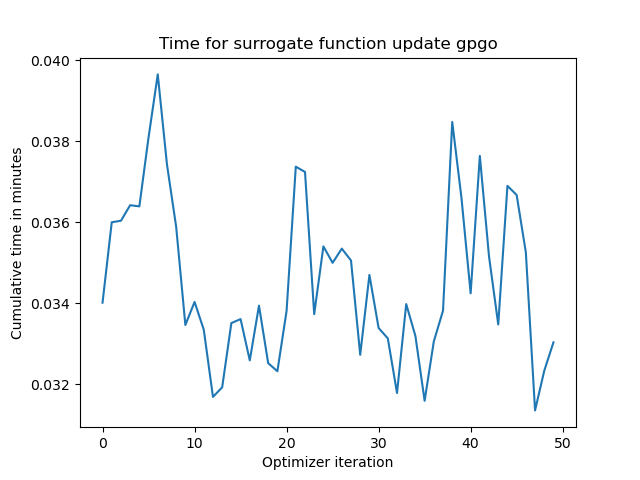 Time for surrogate function update gpgo
Cumulative time in minutes
0.040
0.038
0.036
0.034
0.032
0 10 20 30 40 50
Optimizer iteration